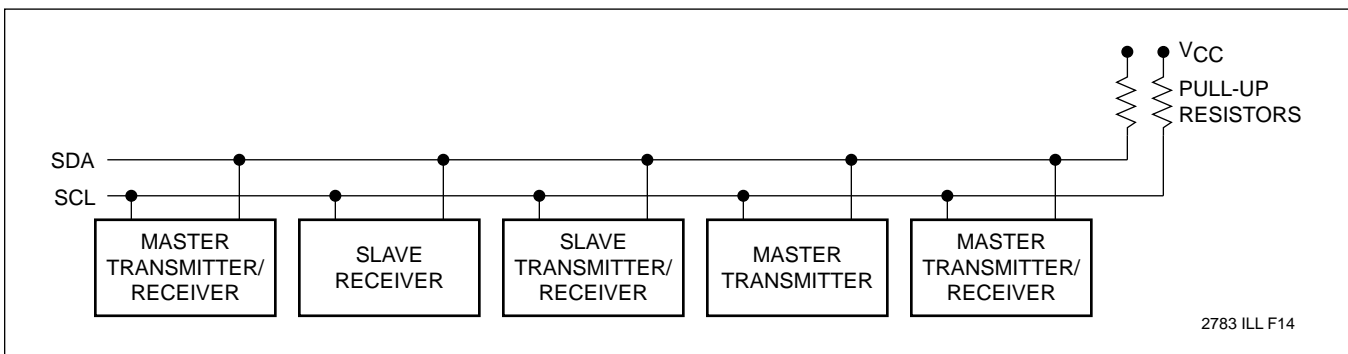 VCC
PULL-UP
RESISTORS
SDA
SCL
MASTER
TRANSMITTER/
RECEIVER
SLAVE
RECEIVER
SLAVE
TRANSMITTER/
RECEIVER
MASTER
TRANSMITTER
MASTER
TRANSMITTER/
RECEIVER
2783 ILL F14